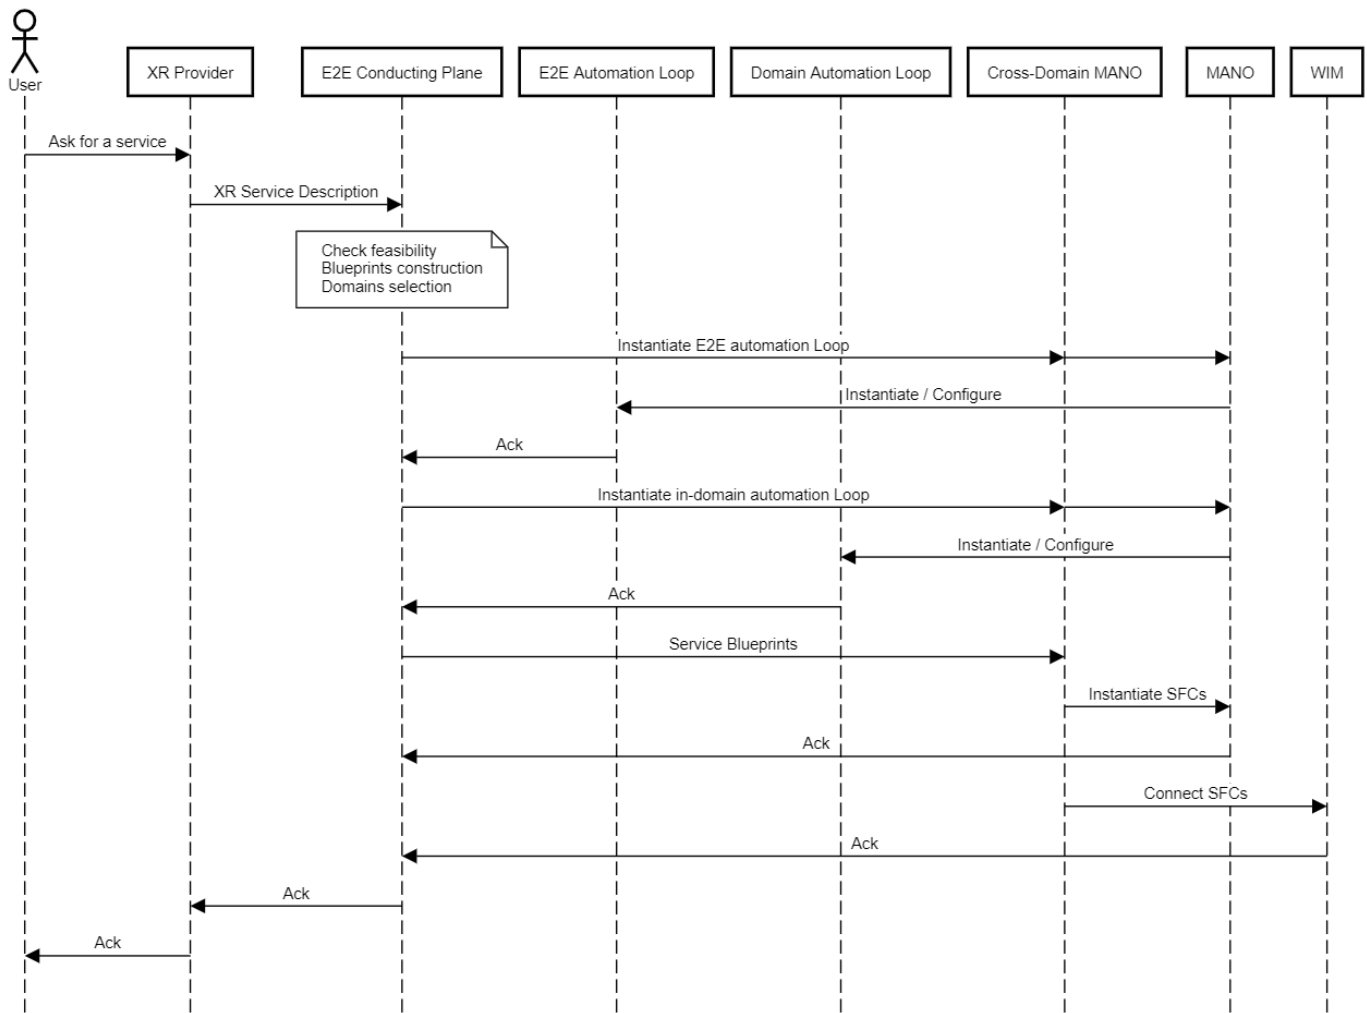 User
XR Provider
E2E Conducting Plane
E2E Automation Loop
Domain Automation Loop
Cross-Domain MANO
MANO
WIM
Ask for a service
XR Service Description
Check feasibility
Blueprints construction
Domains selection
Instantiate E2E automation Loop
Instantiate / Configure
Ack
Instantiate in-domain automation Loop
Instantiate / Configure
Ack
Service Blueprints
Instantiate SFCs
Ack
Connect SFCs
Ack
Ack
Ack